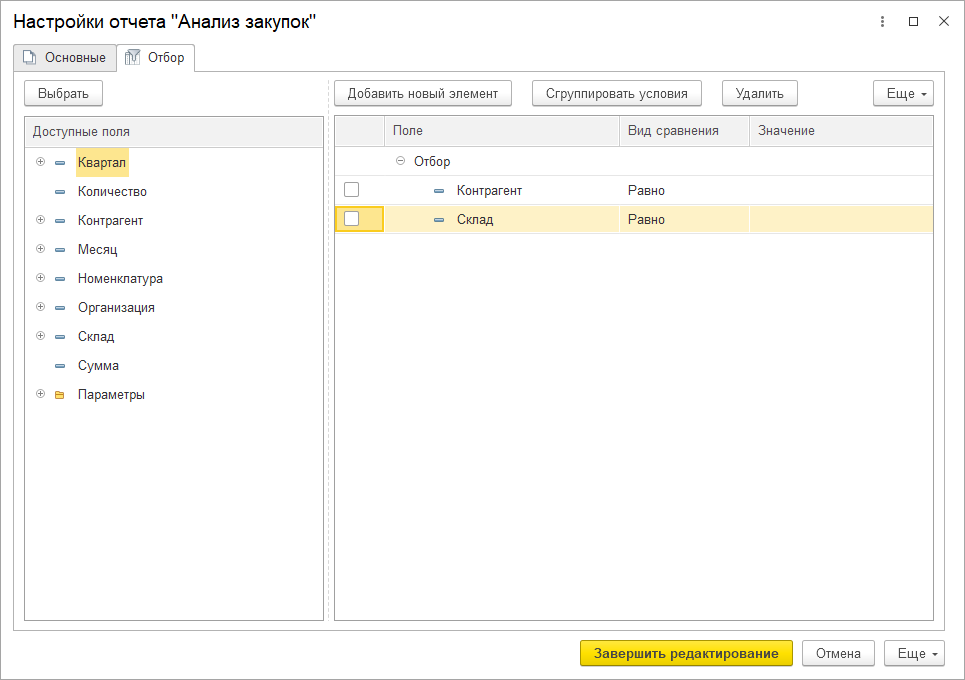 Настройки отчета "Анализ закупок"
Основные Отбор
Выбрать Добавить новый элемент Сгруппировать условия Удалить Еще
Доступные поля
Квартал
Количество
Контрагент
Месяц
Номенклатура
Организация
Склад
Сумма
Параметры
Поле Вид сравнения Значение
Отбор
Контрагент Равно
Склад Равно
Завершить редактирование Отмена Еще